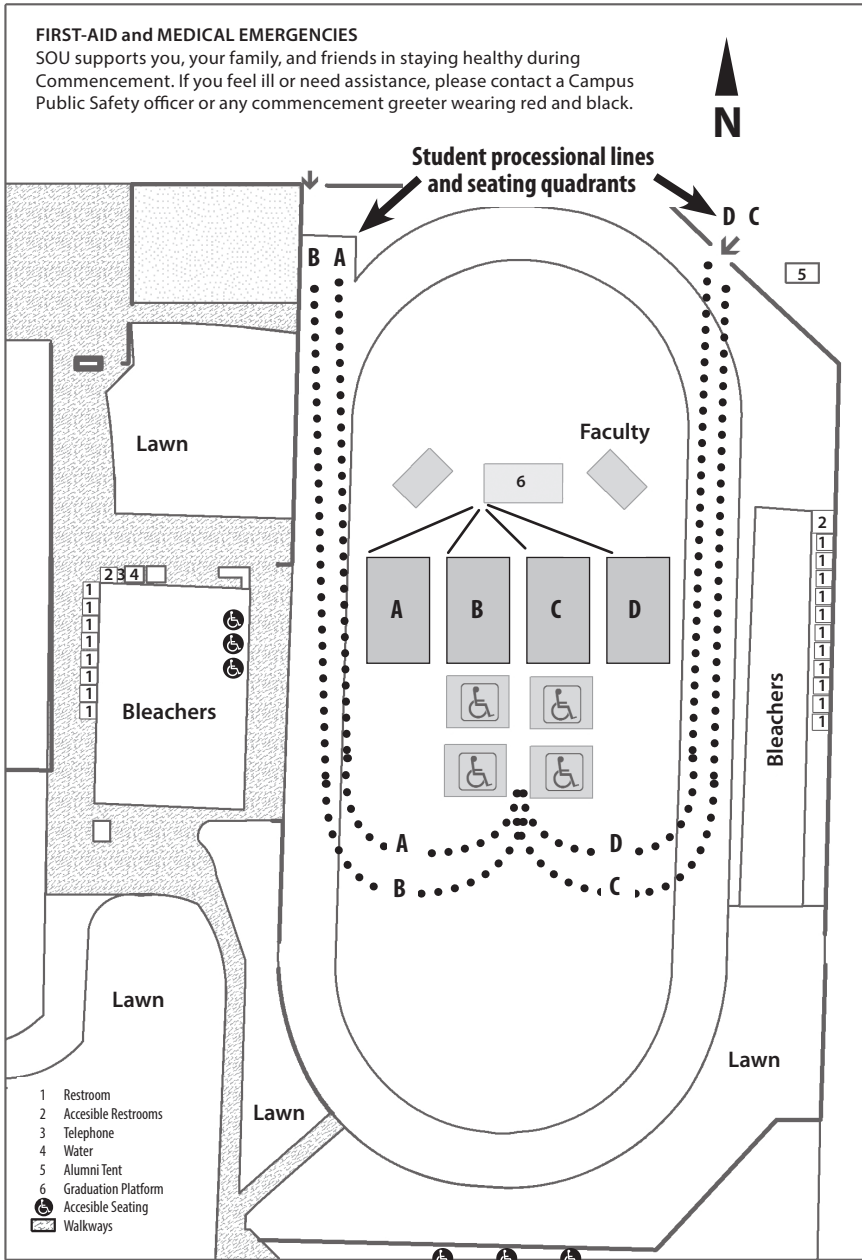 FIRST-AID and MEDICAL EMERGENCIES
SOU supports you, your family, and friends in staying healthy during
Commencement. If you feel ill or need assistance, please contact a Campus
Public Safety officer or any commencement greeter wearing red and black.
N
Student processional lines
and seating quadrants
D C
B A
5
Lawn
Faculty
6
2
1
1
1
1
1
1
1
1
1
1
1
A B C D
2 3 4
1
1
1
1
1
1
1
1
Bleachers
Bleachers
A D
B C
Lawn
Lawn
Lawn
1 Restroom
2 Accesible Restrooms
3 Telephone
4 Water
5 Alumni Tent
6 Graduation Platform
Accesible Seating
Walkways